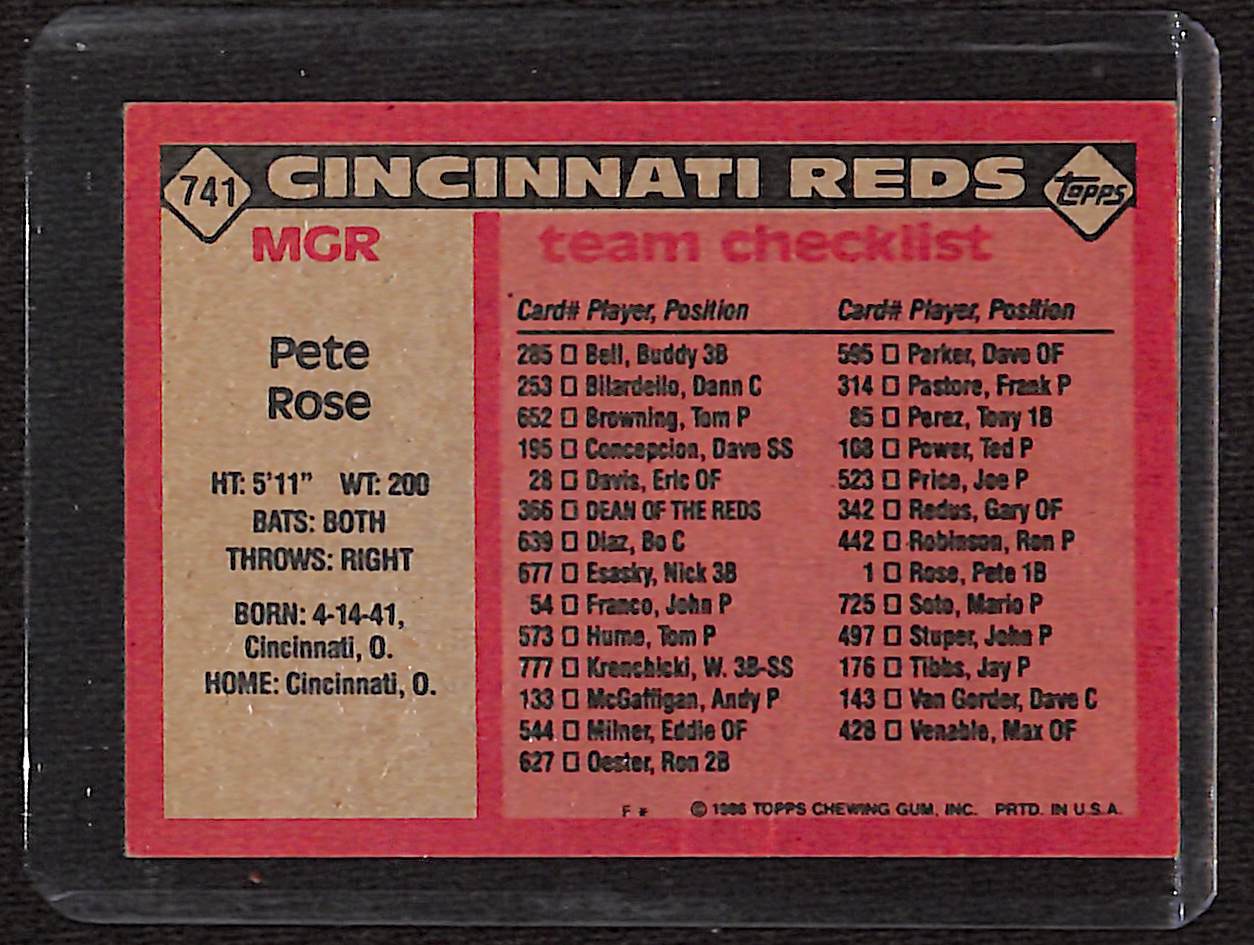 741 CINCINNATI REDS TOPPS
MGR
Pete
Rose
HT: 5'11" WT: 200
BATS: BOTH
THROWS: RIGHT
BORN: 4-14-41,
Cincinnati, O.
HOME: Cincinnati, O.
team checklist
Card# Player, Position
285 □ Bell, Buddy 3B
253 □ Bilardello, Dann C
652 □ Browning, Tom P
195 □ Concepcion, Dave SS
28 □ Davis, Eric OF
366 □ DEAN OF THE REDS
639 □ Diaz, Bo C
677 □ Esasky, Nick 3B
54 □ Franco, John P
573 □ Hume, Tom P
777 □ Krenchicki, W. 3B-SS
133 □ McGaffigan, Andy P
544 □ Milner, Eddie OF
627 □ Oester, Ron 2B
Card# Player, Position
595 □ Parker, Dave OF
314 □ Pastore, Frank P
85 □ Perez, Tony 1B
108 □ Power, Ted P
523 □ Price, Joe P
342 □ Redus, Gary OF
442 □ Robinson, Ron P
1 □ Rose, Pete 1B
725 □ Soto, Mario P
497 □ Stuper, John P
176 □ Tibbs, Jay P
143 □ Van Gorder, Dave C
428 □ Venable, Max OF
F * © 1986 TOPPS CHEWING GUM, INC. PRTD. IN U.S.A.